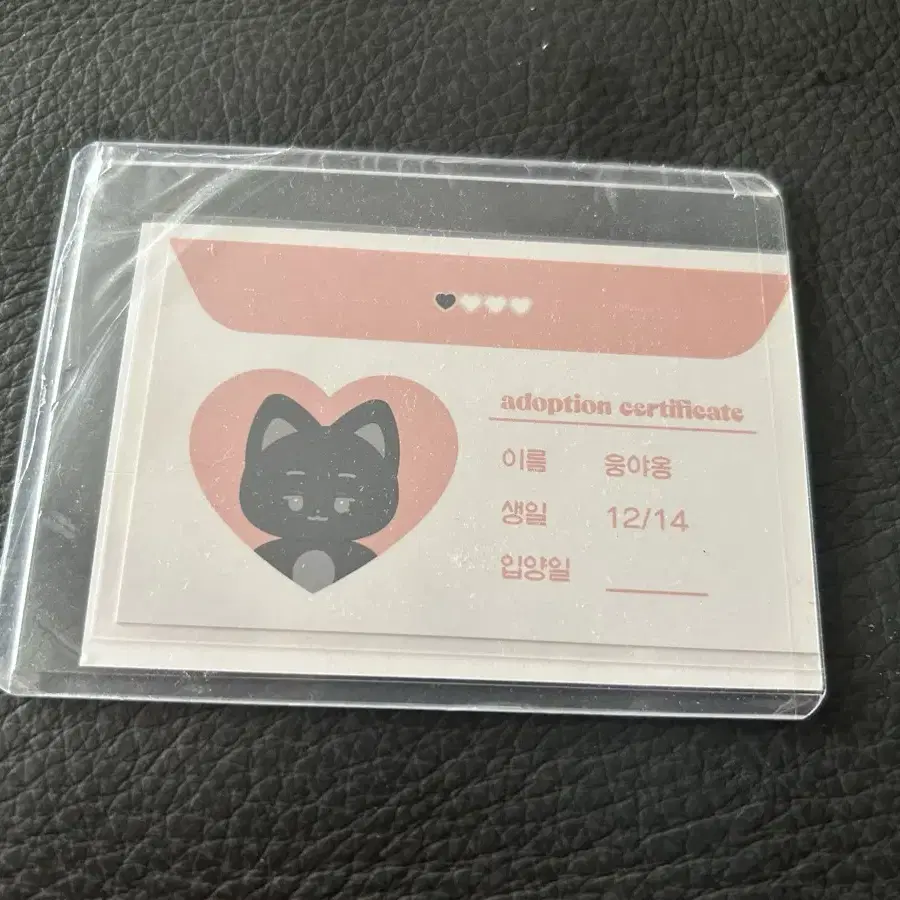 adoption certificate
이름 웅야옹
생일 12/14
입양일